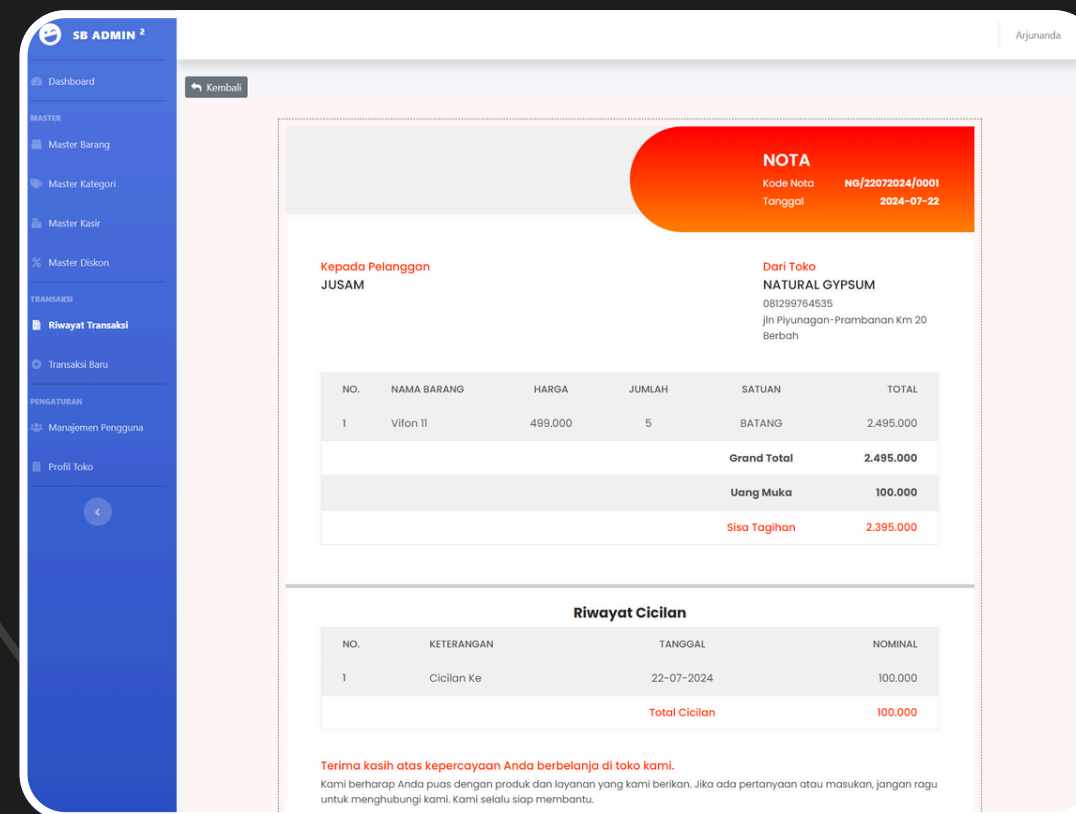 SB ADMIN 2
Arjunanda
Dashboard
Kembali
MASTER
Master Barang
Master Kategori
Master Kasir
Master Diskon
TRANSAKSI
Riwayat Transaksi
Transaksi Baru
PENGATURAN
Manajemen Pengguna
Profil Toko
NOTA
Kode Nota NG/22072024/0001
Tanggal 2024-07-22
Kepada Pelanggan
JUSAM
Dari Toko
NATURAL GYPSUM
081299764535
jln Piyunagan-Prambanan Km 20
Berbah
NO. NAMA BARANG HARGA JUMLAH SATUAN TOTAL
1 Vifon 11 499.000 5 BATANG 2.495.000
Grand Total 2.495.000
Uang Muka 100.000
Sisa Tagihan 2.395.000
Riwayat Cicilan
NO. KETERANGAN TANGGAL NOMINAL
1 Cicilan Ke 22-07-2024 100.000
Total Cicilan 100.000
Terima kasih atas kepercayaan Anda berbelanja di toko kami.
Kami berharap Anda puas dengan produk dan layanan yang kami berikan. Jika ada pertanyaan atau masukan, jangan ragu
untuk menghubungi kami. Kami selalu siap membantu.